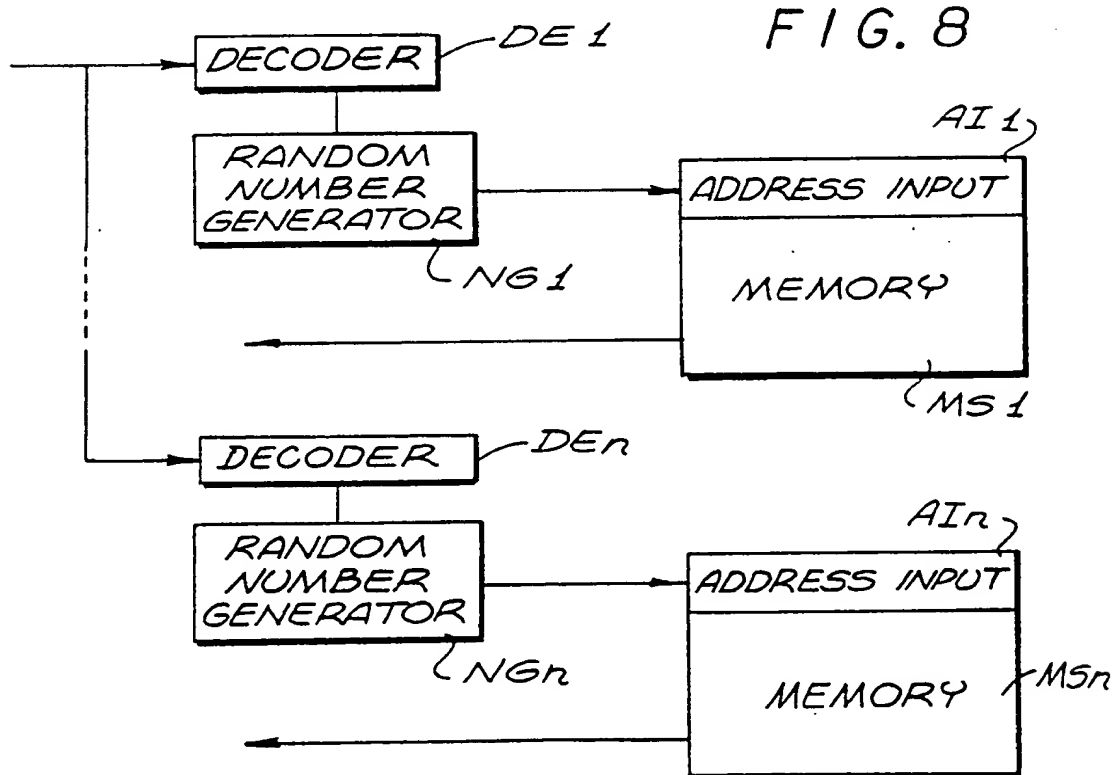 FIG. 8
DECODER
DE1
RANDOM
NUMBER
GENERATOR
NG1
AI1
ADDRESS INPUT
MEMORY
MS1
DECODER
DEn
RANDOM
NUMBER
GENERATOR
NGn
AIn
ADDRESS INPUT
MEMORY
MSn